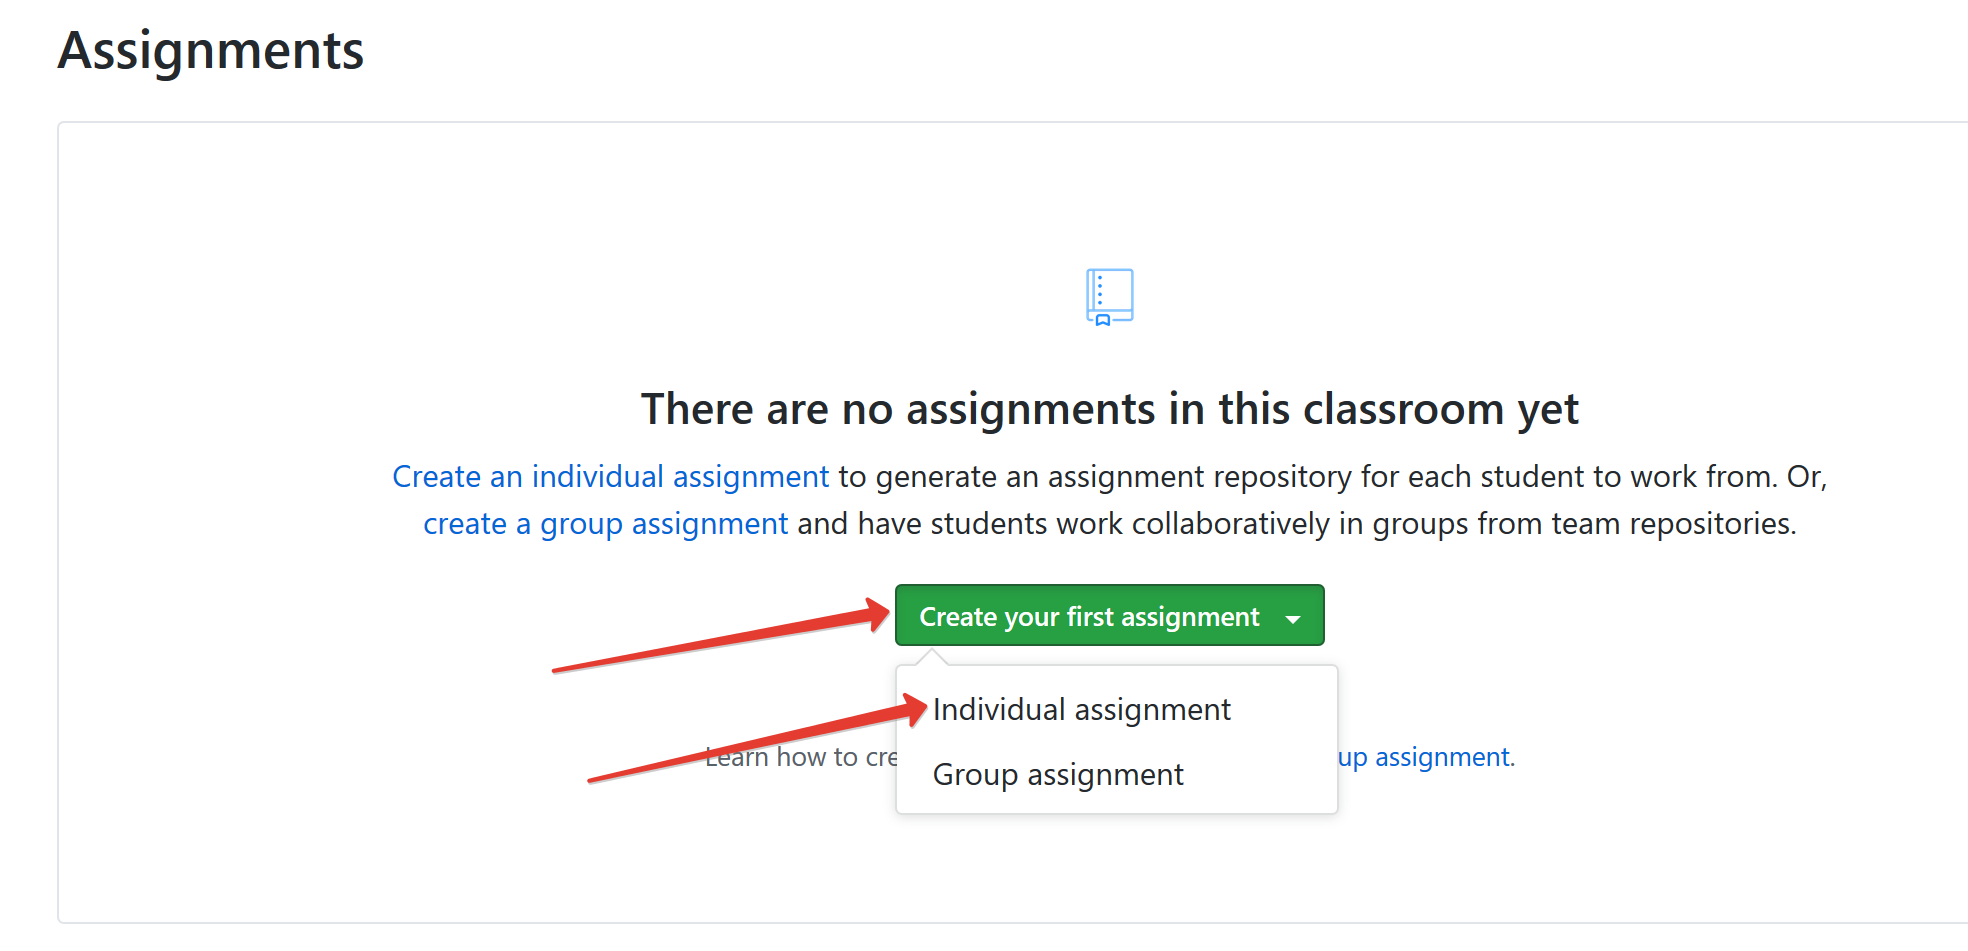 Assignments
There are no assignments in this classroom yet
Create an individual assignment to generate an assignment repository for each student to work from. Or,
create a group assignment and have students work collaboratively in groups from team repositories.
Create your first assignment
Individual assignment
Learn how to cre up assignment.
Group assignment